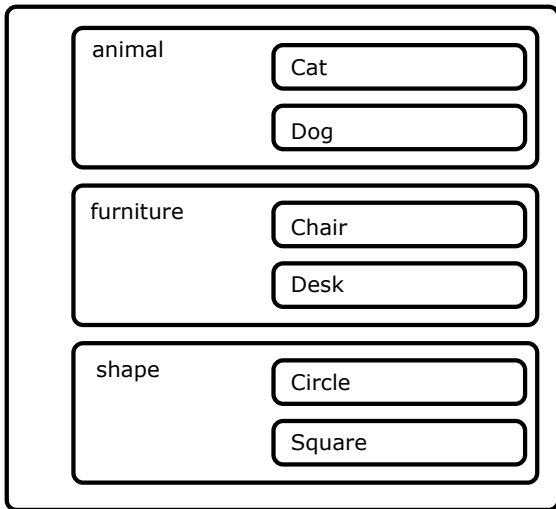 animal
Cat
Dog
furniture
Chair
Desk
shape
Circle
Square